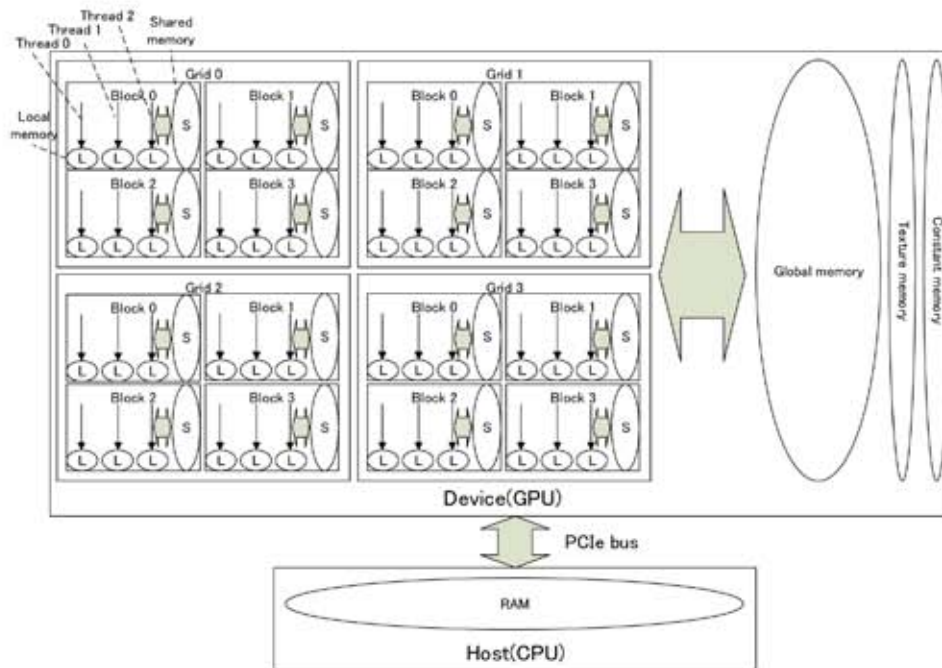 Thread 2
Thread 1
Thread 0
Shared
memory
Local
memory
Grid 0
Block 0
S
L L L
Block 1
S
L L L
Block 2
S
L L L
Block 3
S
L L L
Grid 1
Block 0
S
L L L
Block 1
S
L L L
Block 2
S
L L L
Block 3
S
L L L
Grid 2
Block 0
S
L L L
Block 1
S
L L L
Block 2
S
L L L
Block 3
S
L L L
Grid 3
Block 0
S
L L L
Block 1
S
L L L
Block 2
S
L L L
Block 3
S
L L L
Global memory
Texture memory
Constant memory
Device(GPU)
PCIe bus
RAM
Host(CPU)